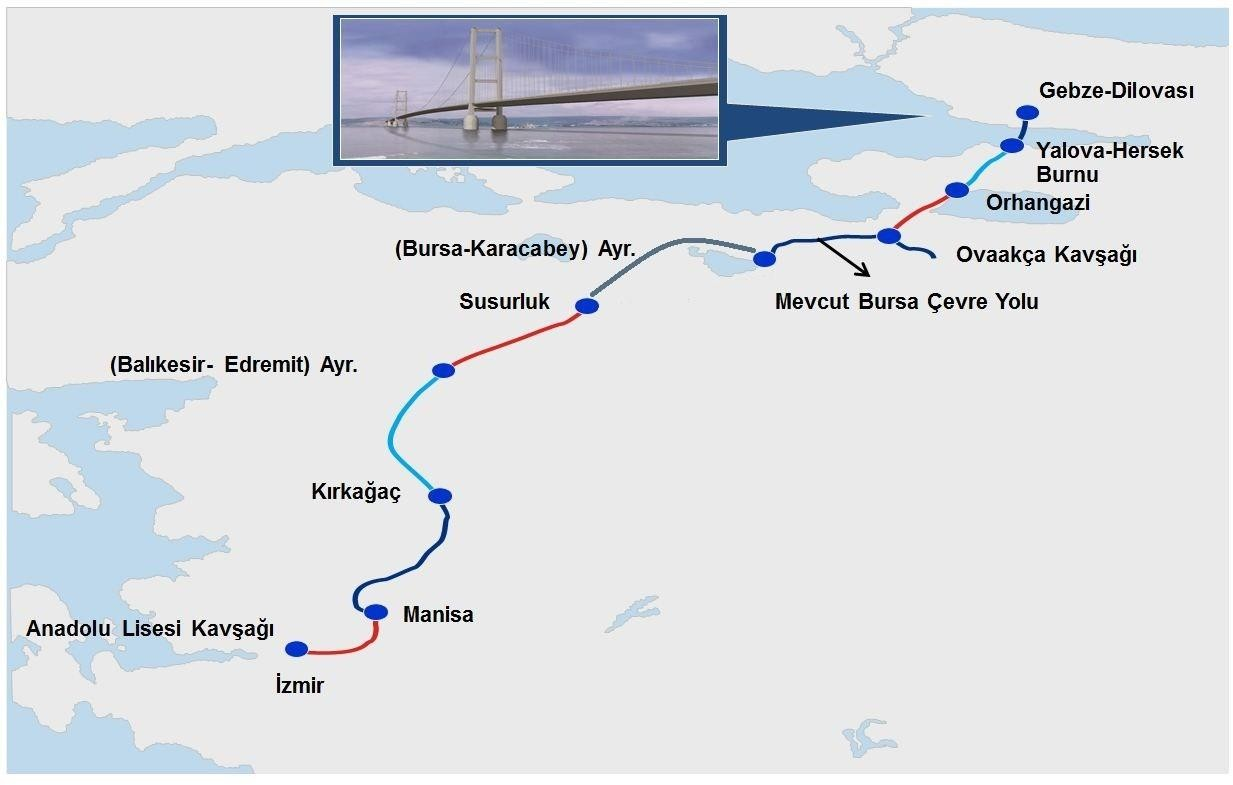 Gebze-Dilovası
Yalova-Hersek
Burnu
Orhangazi
(Bursa-Karacabey) Ayr.
Ovaakça Kavşağı
Susurluk
Mevcut Bursa Çevre Yolu
(Balıkesir- Edremit) Ayr.
Kırkağaç
Manisa
Anadolu Lisesi Kavşağı
İzmir